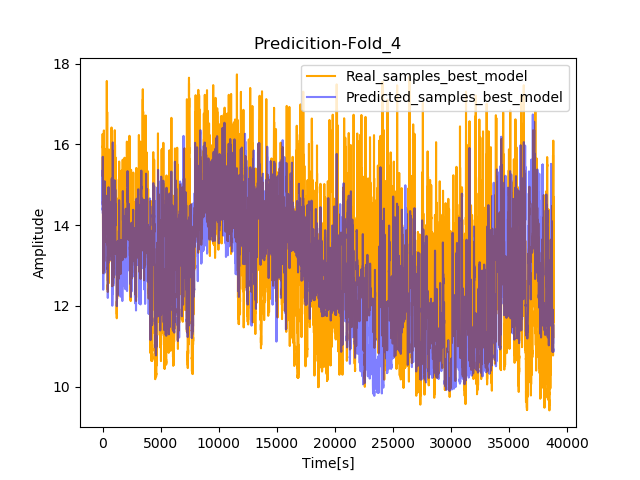 Predicition-Fold_4
Real_samples_best_model
Predicted_samples_best_model
18
16
14
12
10
Amplitude
0
5000
10000
15000
20000
25000
30000
35000
40000
Time[s]